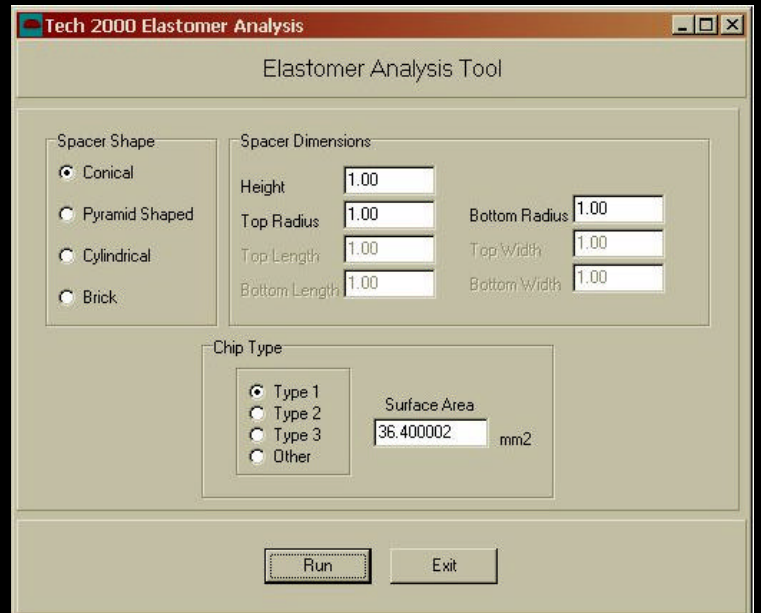 Tech 2000 Elastomer Analysis
Elastomer Analysis Tool
Spacer Shape
Conical
Pyramid Shaped
Cylindrical
Brick
Spacer Dimensions
Height 1.00
Top Radius 1.00 Bottom Radius 1.00
Top Length 1.00 Top Width 1.00
Bottom Length 1.00 Bottom Width 1.00
Chip Type
Type 1
Type 2
Type 3
Other
Surface Area
36.400002 mm2
Run Exit